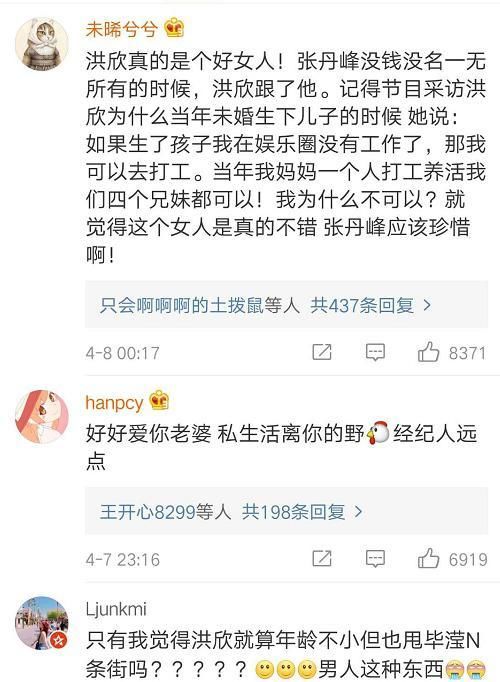 未晞兮兮
洪欣真的是个好女人！张丹峰没钱没名一无
所有的时候，洪欣跟了他。记得节目采访洪
欣为什么当年未婚生下儿子的时候 她说：
如果生了孩子我在娱乐圈没有工作了，那我
可以去打工。当年我妈妈一个人打工养活我
们四个兄妹都可以！我为什么不可以？就
觉得这个女人是真的不错 张丹峰应该珍惜
啊！
只会啊啊啊的土拨鼠等人 共437条回复 >
4-8 00:17 8371
hanpcy
好好爱你老婆 私生活离你的野🐔经纪人远
点
王开心8299等人 共198条回复 >
4-7 23:16 6919
Ljunkmi
只有我觉得洪欣就算年龄不小但也甩毕滢N
条街吗？？？？？🙂🙂🙂男人这种东西😭😭